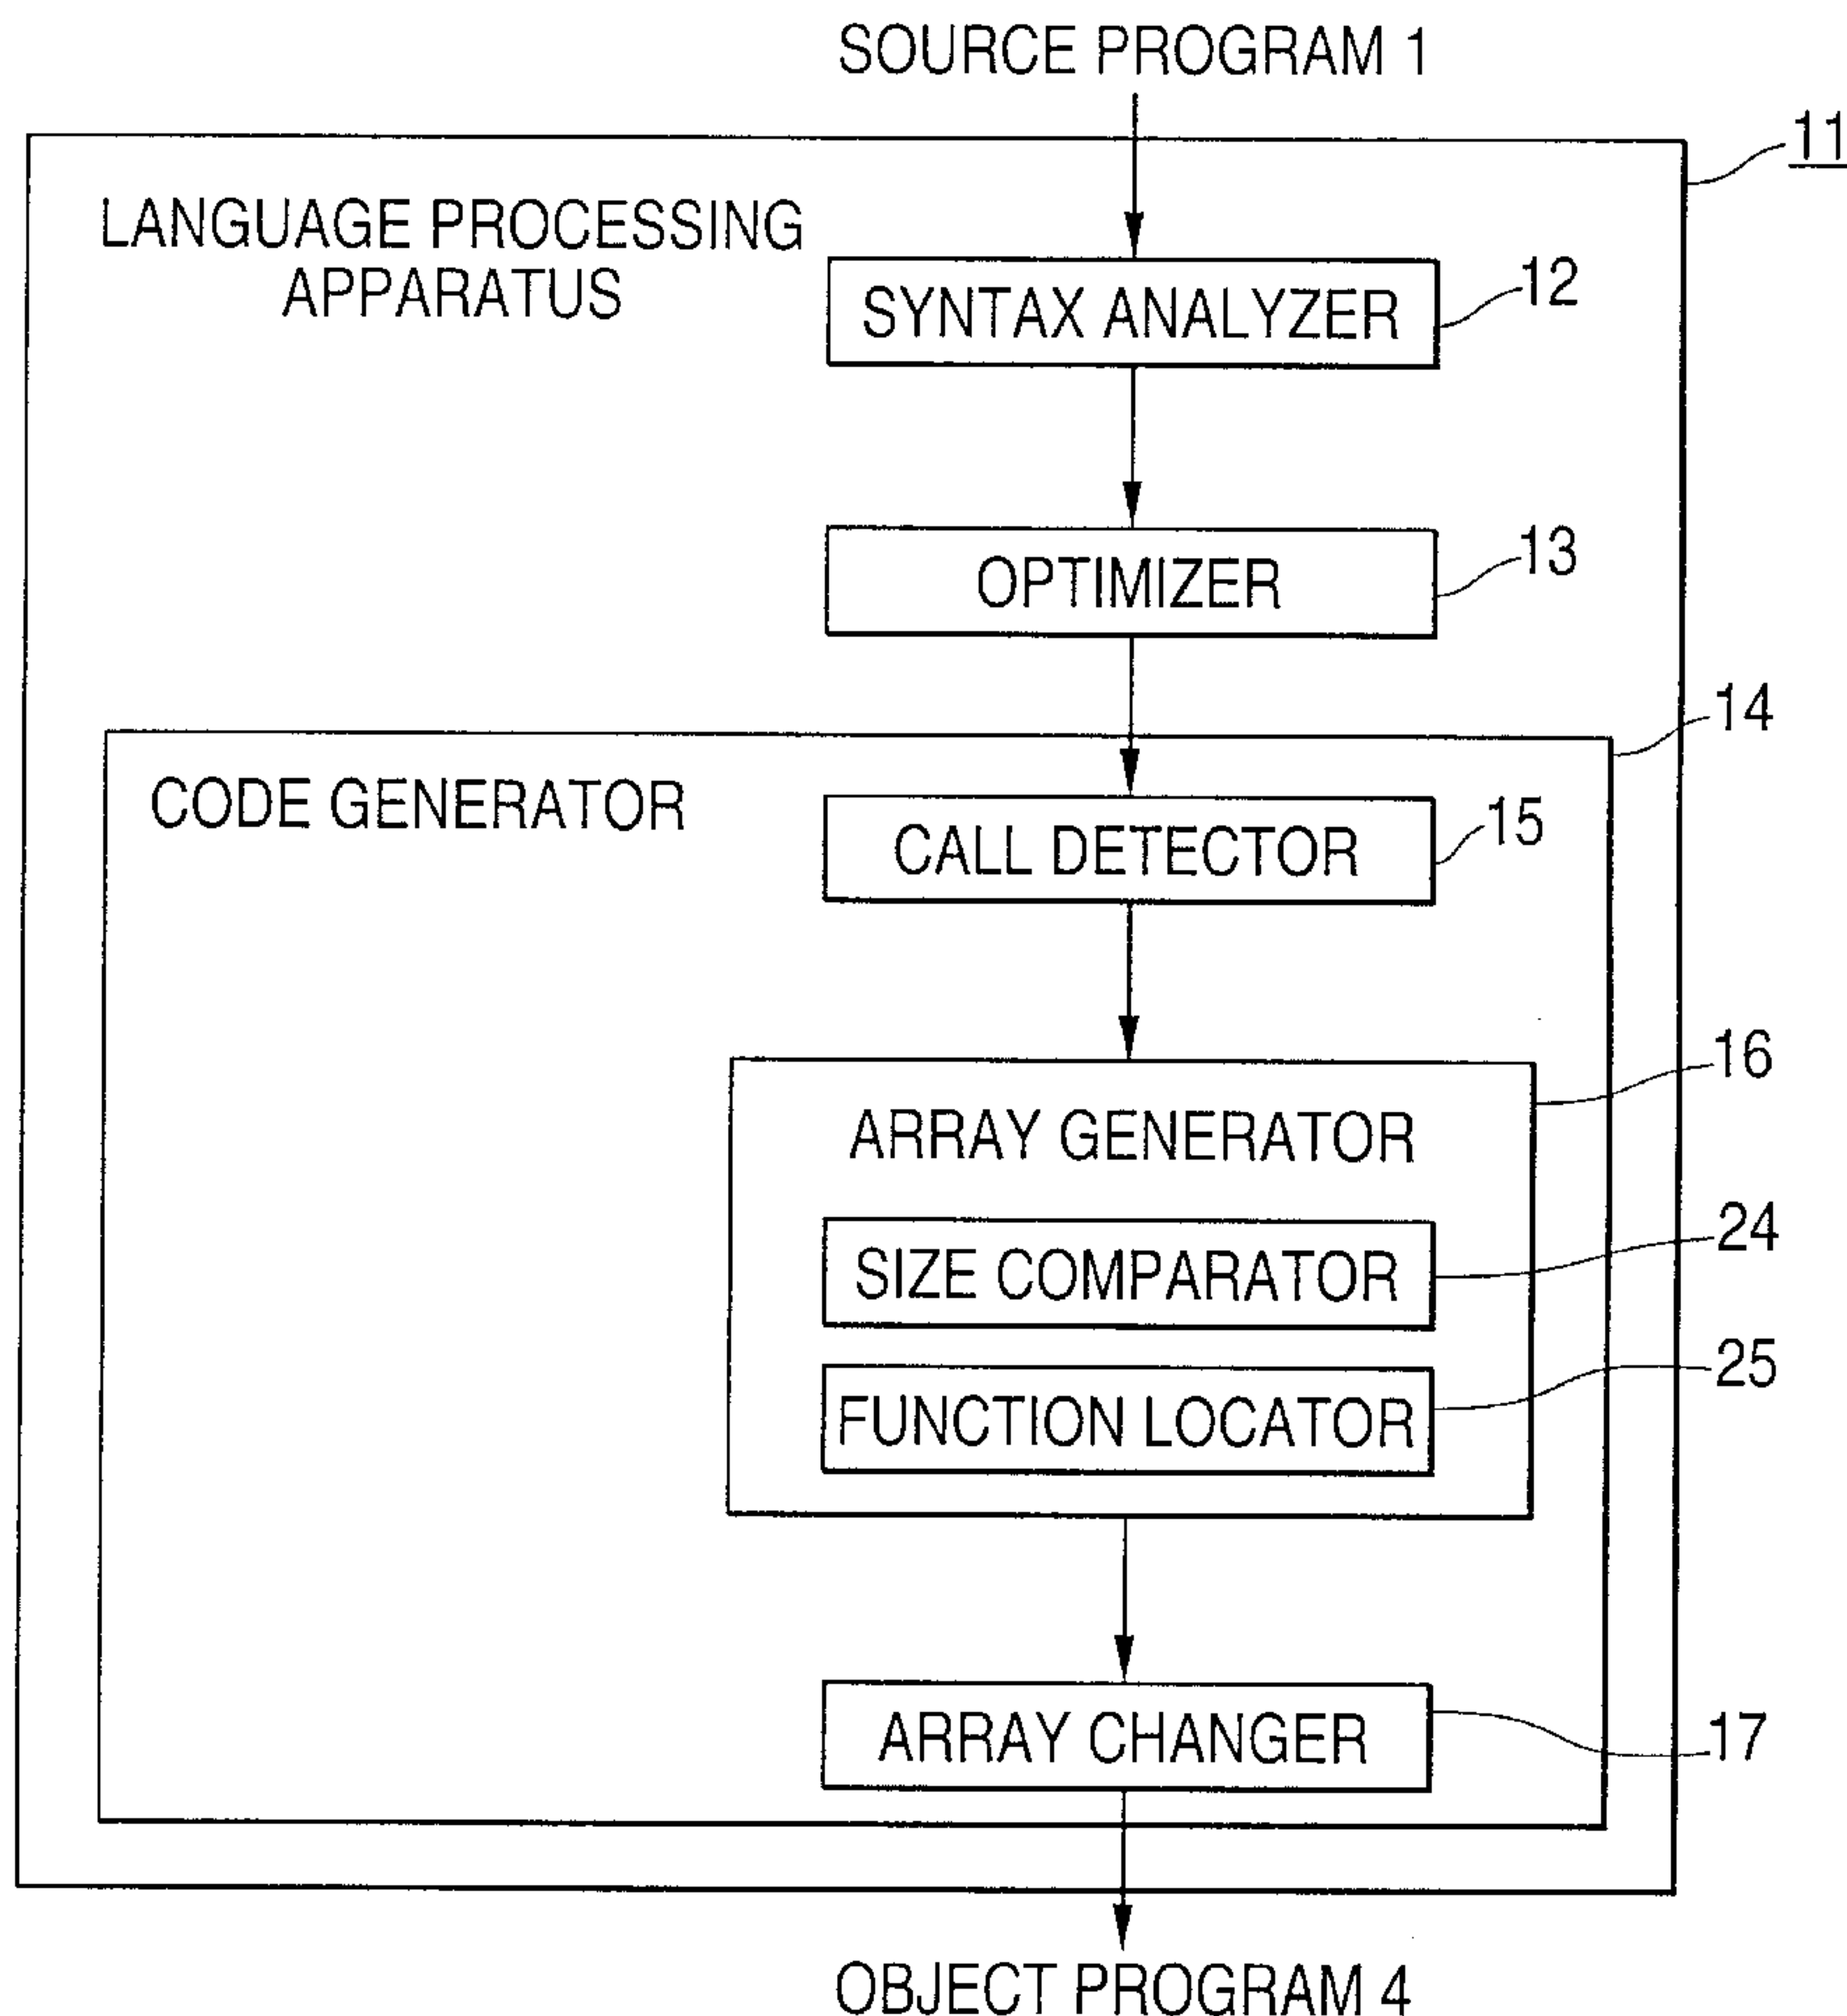 SOURCE PROGRAM 1
11
LANGUAGE PROCESSING
APPARATUS
12
SYNTAX ANALYZER
13
OPTIMIZER
14
CODE GENERATOR
15
CALL DETECTOR
16
ARRAY GENERATOR
24
SIZE COMPARATOR
25
FUNCTION LOCATOR
17
ARRAY CHANGER
OBJECT PROGRAM 4